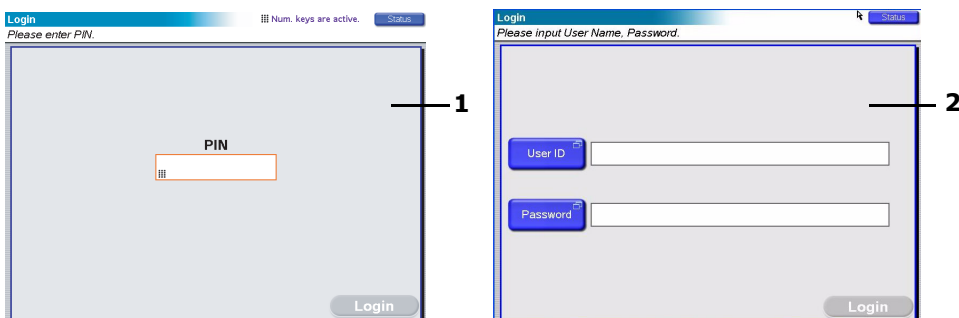 Login
Num. keys are active.
Status
Please enter PIN.
PIN
Login
1
Login
Status
Please input User Name, Password.
User ID
Password
Login
2